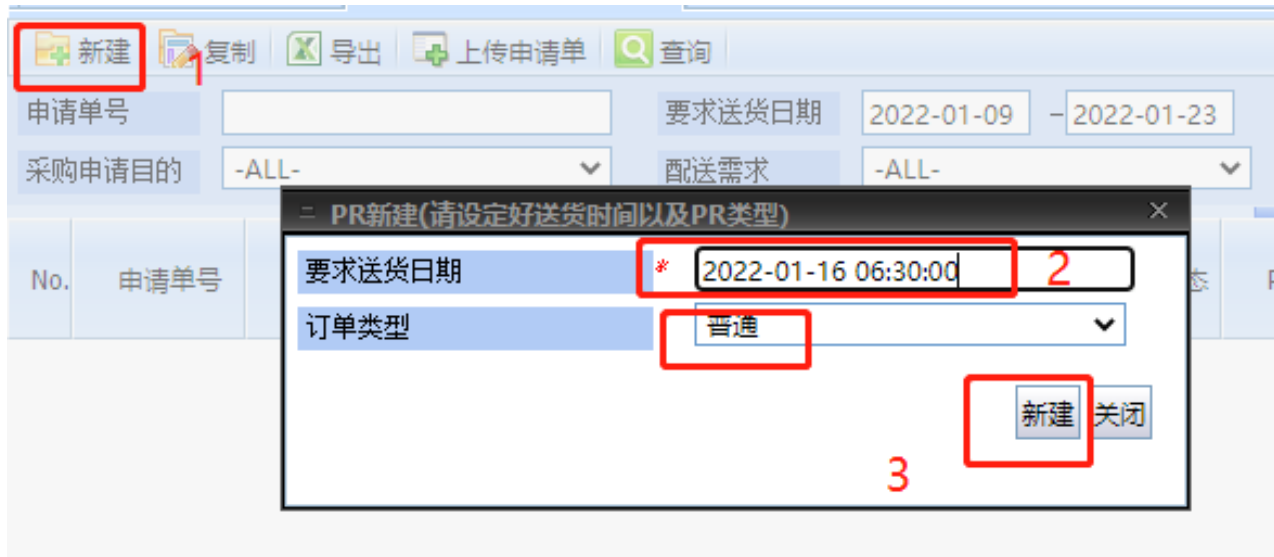 新建 复制 导出 上传申请单 查询
1
申请单号 要求送货日期 2022-01-09 - 2022-01-23
采购申请目的 -ALL- 配送需求 -ALL-
PR新建(请设定好送货时间以及PR类型)
No. 申请单号 要求送货日期 * 2022-01-16 06:30:00 2 态
订单类型 普通
新建 关闭
3